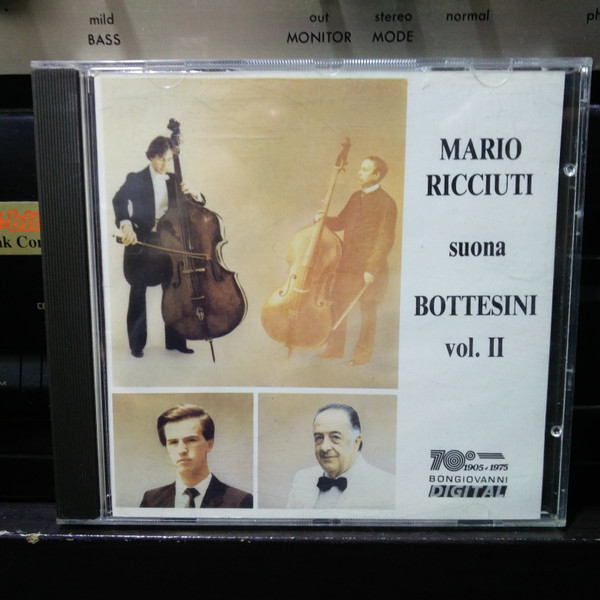 mild
BASS
out
MONITOR
stereo
MODE
normal
MARIO
RICCIUTI
suona
BOTTESINI
vol. II
70°
1905 • 1975
BONGIOVANNI
DIGITAL